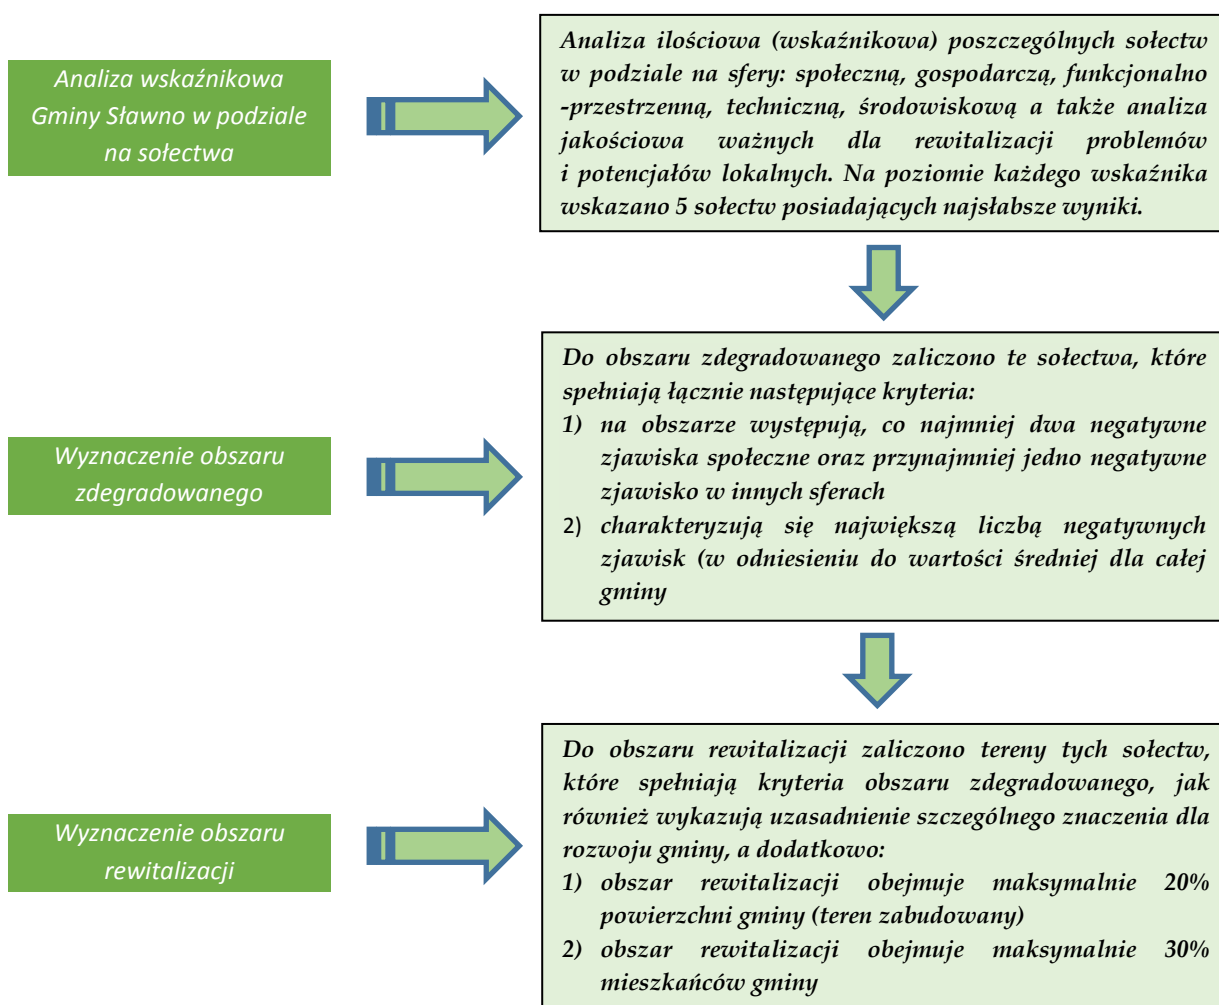 Analiza wskaźnikowa
Gminy Sławno w podziale
na sołectwa
Analiza ilościowa (wskaźnikowa) poszczególnych sołectw
w podziale na sfery: społeczną, gospodarczą, funkcjonalno
-przestrzenną, techniczną, środowiskową a także analiza
jakościowa ważnych dla rewitalizacji problemów
i potencjałów lokalnych. Na poziomie każdego wskaźnika
wskazano 5 sołectw posiadających najsłabsze wyniki.
Wyznaczenie obszaru
zdegradowanego
Do obszaru zdegradowanego zaliczono te sołectwa, które
spełniają łącznie następujące kryteria:
1) na obszarze występują, co najmniej dwa negatywne
zjawiska społeczne oraz przynajmniej jedno negatywne
zjawisko w innych sferach
2) charakteryzują się największą liczbą negatywnych
zjawisk (w odniesieniu do wartości średniej dla całej
gminy
Wyznaczenie obszaru
rewitalizacji
Do obszaru rewitalizacji zaliczono tereny tych sołectw,
które spełniają kryteria obszaru zdegradowanego, jak
również wykazują uzasadnienie szczególnego znaczenia dla
rozwoju gminy, a dodatkowo:
1) obszar rewitalizacji obejmuje maksymalnie 20%
powierzchni gminy (teren zabudowany)
2) obszar rewitalizacji obejmuje maksymalnie 30%
mieszkańców gminy